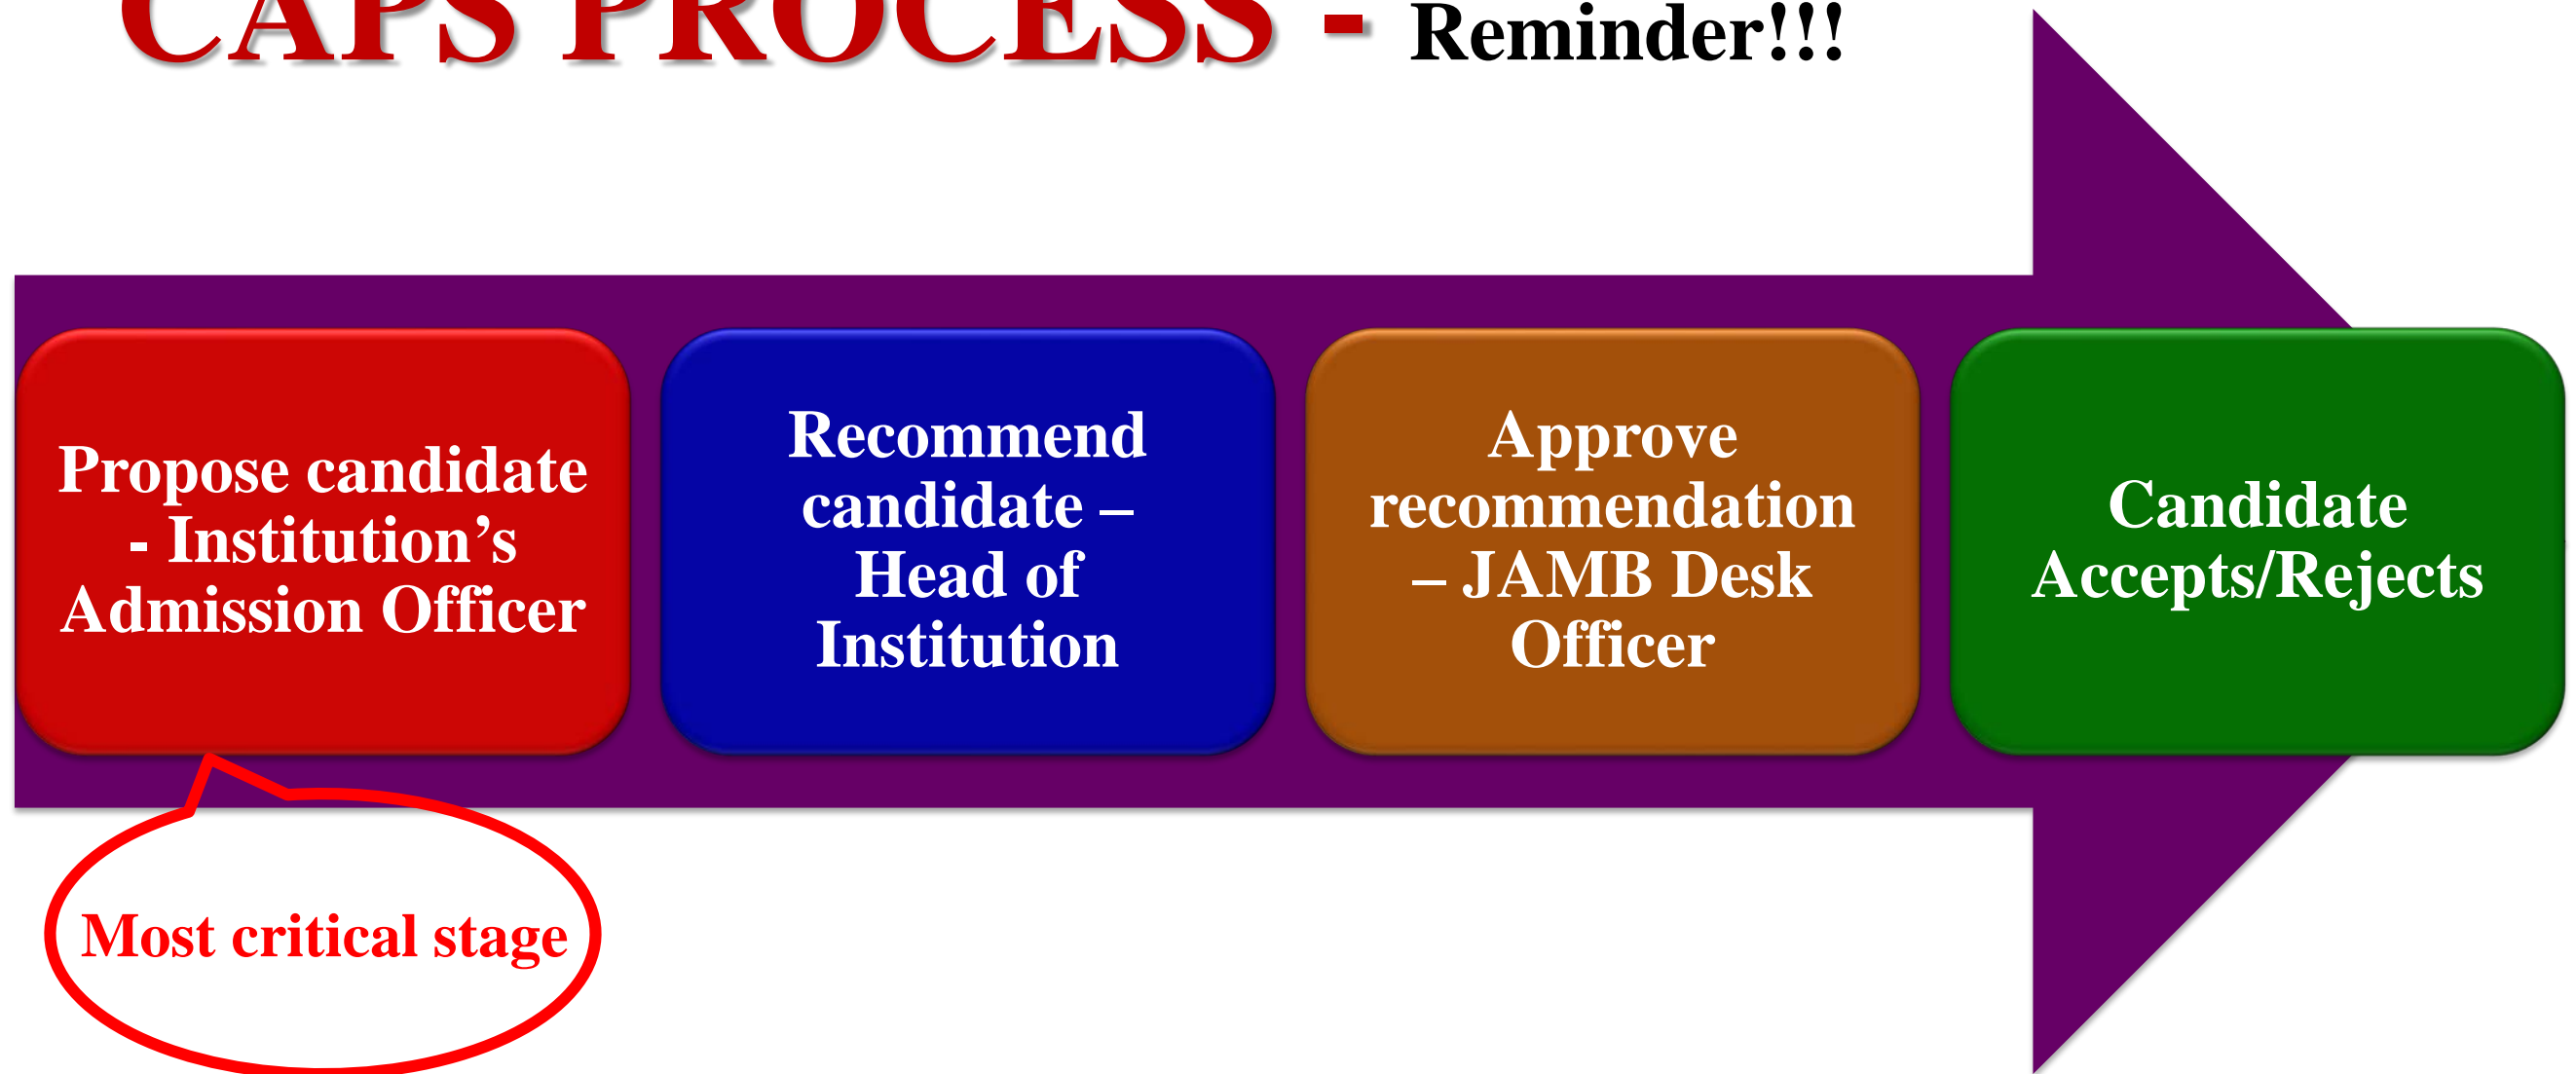 CAPS PROCESS - Reminder!!!
Propose candidate
- Institution’s
Admission Officer
Recommend
candidate –
Head of
Institution
Approve
recommendation
– JAMB Desk
Officer
Candidate
Accepts/Rejects
Most critical stage